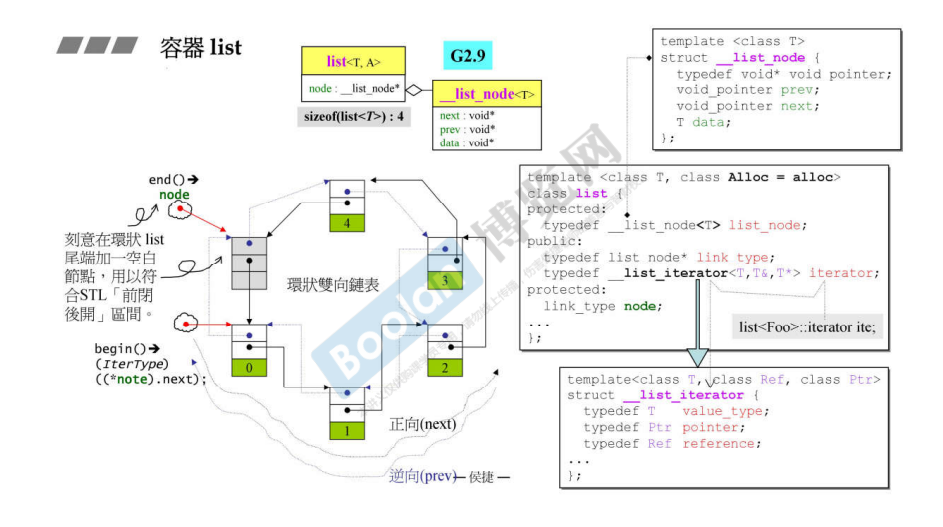 容器 list
list<T, A>
node : __list_node*
sizeof(list<T>) : 4
G2.9
__list_node<T>
next : void*
prev : void*
data : void*
template <class T>
struct __list_node {
typedef void* void pointer;
void_pointer prev;
void_pointer next;
T data;
};
template <class T, class Alloc = alloc>
class list {
protected:
typedef __list_node<T> list_node;
public:
typedef list node* link type;
typedef __list_iterator<T,T&,T*> iterator;
protected:
link_type node;
...
};
list<Foo>::iterator ite;
template<class T, class Ref, class Ptr>
struct __list_iterator {
typedef T value_type;
typedef Ptr pointer;
typedef Ref reference;
...
};
end()➔
node
刻意在環狀 list
尾端加一空白
節點，用以符
合STL「前閉
後開」區間。
begin()➔
(IterType)
((*note).next);
環狀雙向鏈表
4
3
2
1
0
正向(next)
逆向(prev)
— 侯捷 —
Boolan
博览网